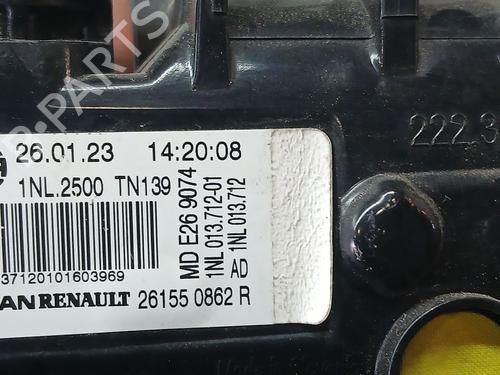 26.01.23 14:20:08
1NL.2500 TN139
MD E26 9074
1NL 013.712-01
1NL 013.712
AD
37120101603969
AN RENAULT 26155 0862 R
222.3